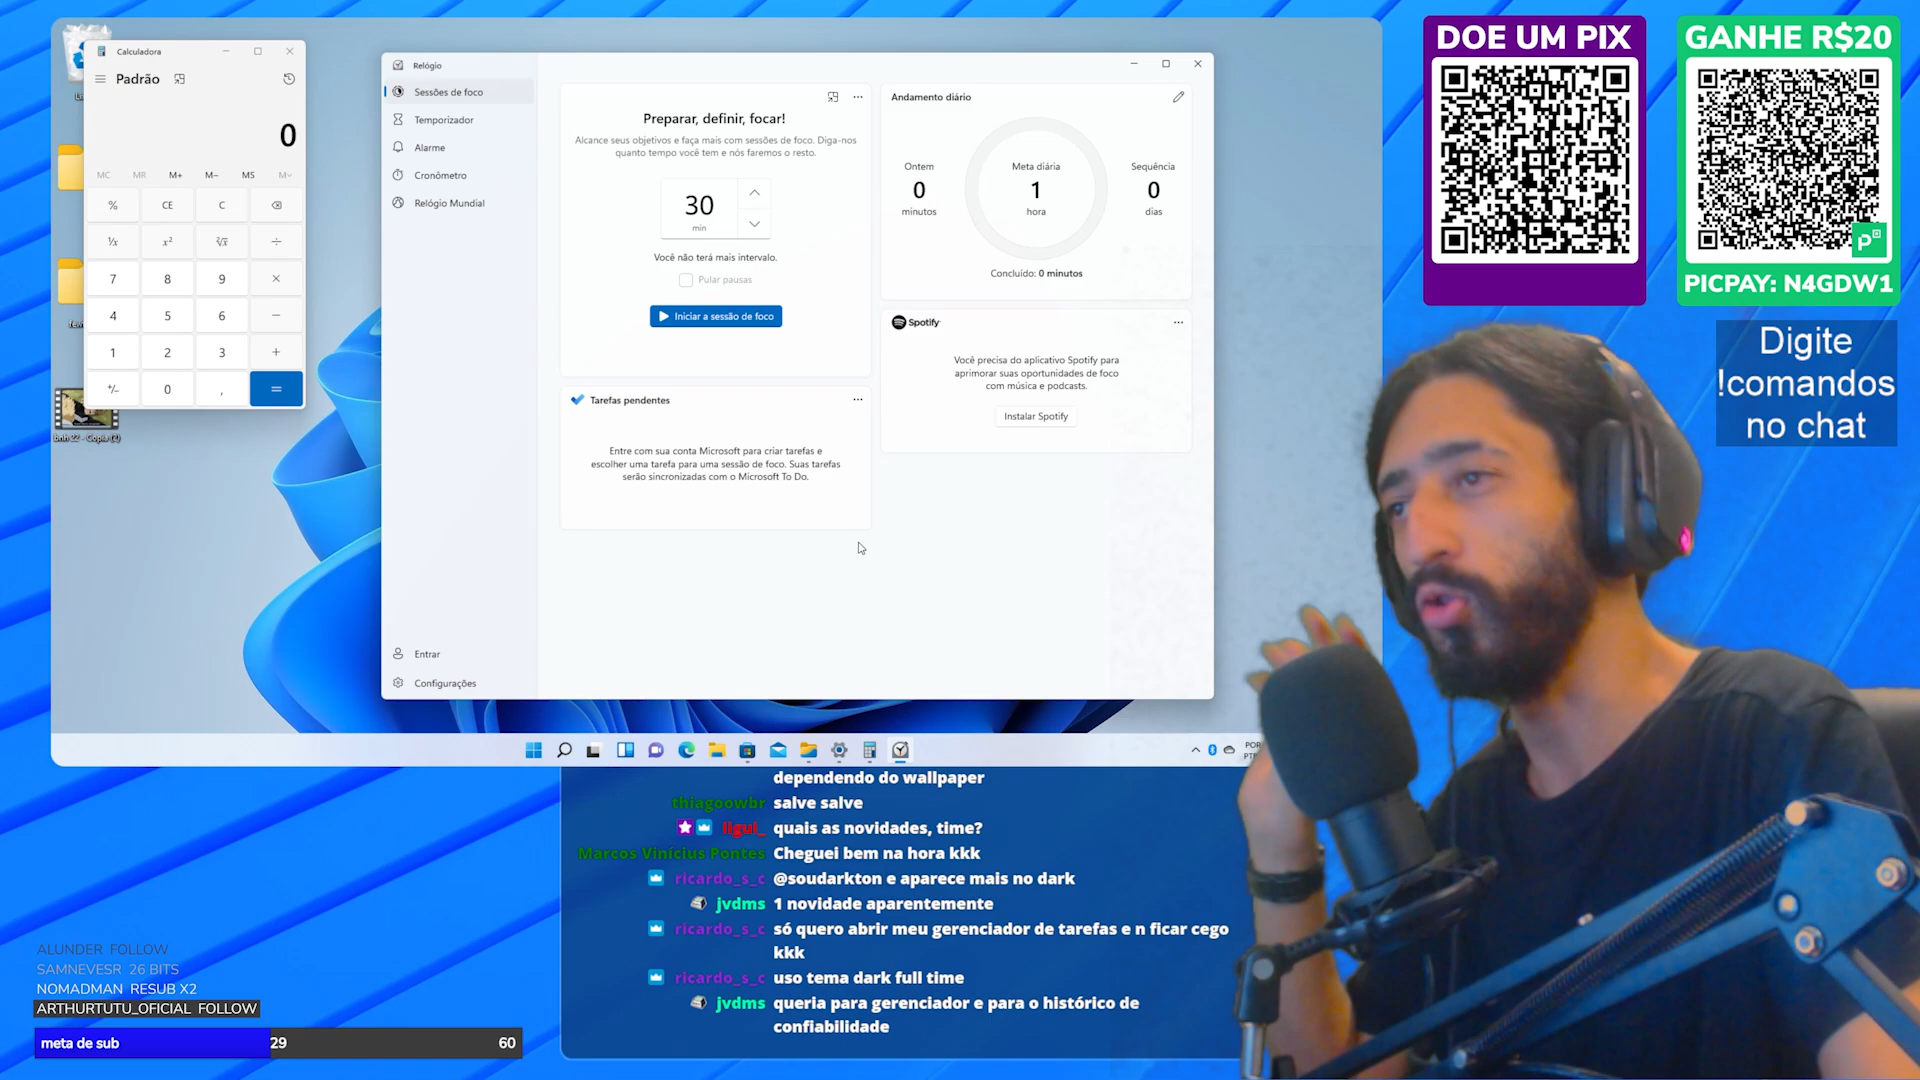 Calculadora
Padrão
0
MC
MR
M+
M−
MS
M˅
%
CE
C
¹/x
x²
²√x
÷
7
8
9
×
4
5
6
−
1
2
3
+
+/−
0
,
=
bnh 22 - Copia (2)
Relógio
Sessões de foco
Temporizador
Alarme
Cronômetro
Relógio Mundial
Entrar
Configurações
Preparar, definir, focar!
Alcance seus objetivos e faça mais com sessões de foco. Diga-nos
quanto tempo você tem e nós faremos o resto.
30
min
Você não terá mais intervalo.
Pular pausas
Iniciar a sessão de foco
Tarefas pendentes
Entre com sua conta Microsoft para criar tarefas e
escolher uma tarefa para uma sessão de foco. Suas tarefas
serão sincronizadas com o Microsoft To Do.
Andamento diário
Ontem
0
minutos
Meta diária
1
hora
Sequência
0
dias
Concluído: 0 minutos
Spotify
Você precisa do aplicativo Spotify para
aprimorar suas oportunidades de foco
com música e podcasts.
Instalar Spotify
POR
DOE UM PIX
GANHE R$20
PICPAY: N4GDW1
Digite
!comandos
no chat
dependendo do wallpaper
thiagoowbr salve salve
ligui_ quais as novidades, time?
Marcos Vinícius Pontes Cheguei bem na hora kkk
ricardo_s_c @soudarkton e aparece mais no dark
jvdms 1 novidade aparentemente
ricardo_s_c só quero abrir meu gerenciador de tarefas e n ficar cego
kkk
ricardo_s_c uso tema dark full time
jvdms queria para gerenciador e para o histórico de
confiabilidade
ALUNDER FOLLOW
SAMNEVESR 26 BITS
NOMADMAN RESUB X2
ARTHURTUTU_OFICIAL FOLLOW
meta de sub 29 60